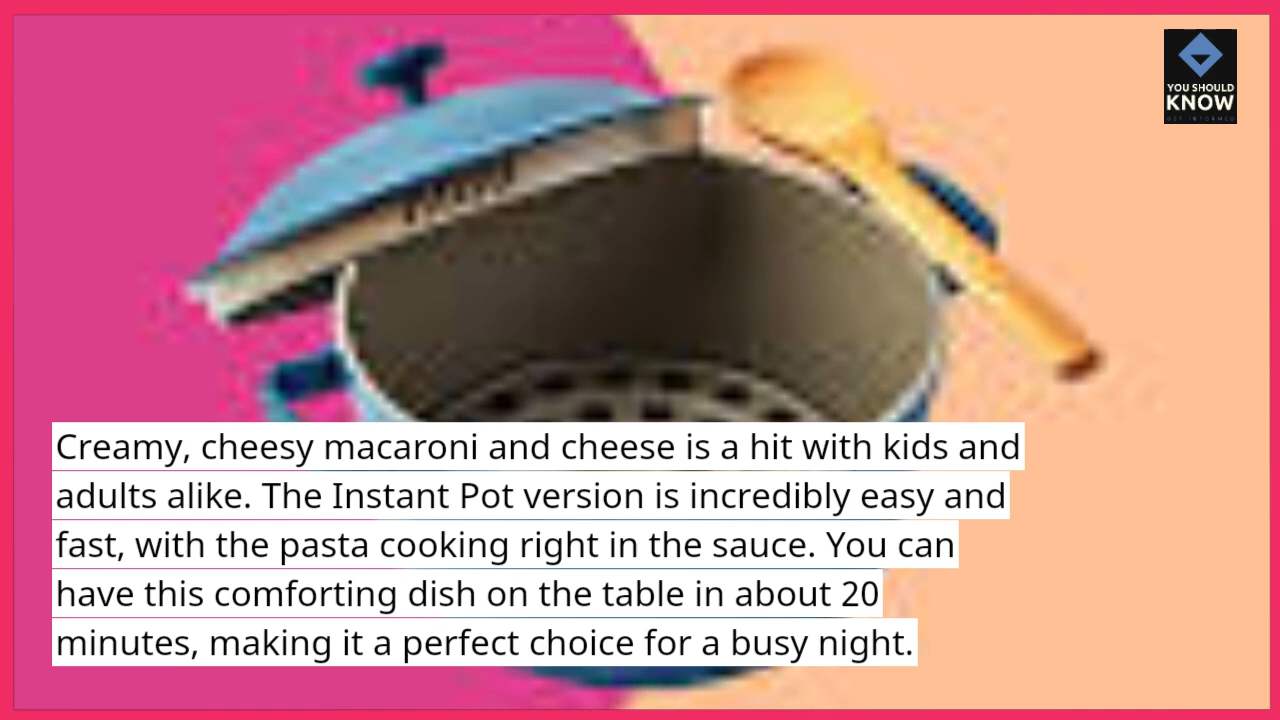 YOU SHOULD
KNOW
GET INFORMED
Creamy, cheesy macaroni and cheese is a hit with kids and
adults alike. The Instant Pot version is incredibly easy and
fast, with the pasta cooking right in the sauce. You can
have this comforting dish on the table in about 20
minutes, making it a perfect choice for a busy night.